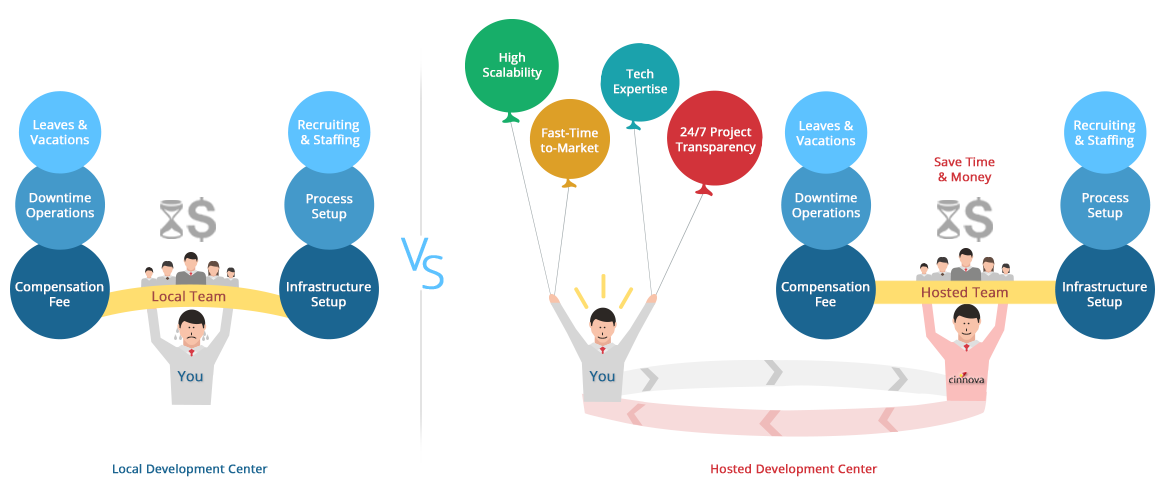 Leaves &
Vacations
Downtime
Operations
Compensation
Fee
Recruiting
& Staffing
Process
Setup
Infrastructure
Setup
$
Local Team
You
Local Development Center
VS
High
Scalability
Fast-Time
to-Market
Tech
Expertise
24/7 Project
Transparency
You
Leaves &
Vacations
Downtime
Operations
Compensation
Fee
Save Time
& Money
$
Hosted Team
cinnova
Recruiting
& Staffing
Process
Setup
Infrastructure
Setup
Hosted Development Center